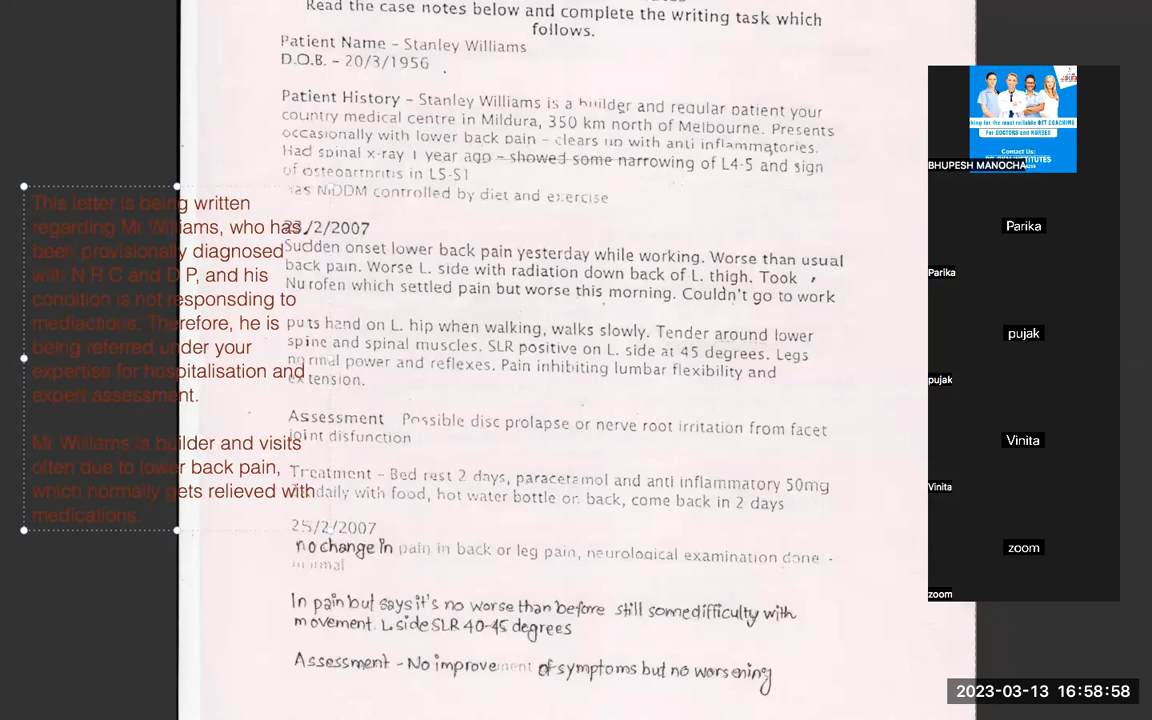 Read the case notes below and complete the writing task which
follows.
Patient Name - Stanley Williams
D.O.B. - 20/3/1956
Patient History - Stanley Williams is a builder and regular patient your
country medical centre in Mildura, 350 km north of Melbourne. Presents
occasionally with lower back pain - clears up with anti inflammatories.
Had spinal x-ray 1 year ago - showed some narrowing of L4-5 and sign
of osteoarthritis in L5-S1
has NIDDM controlled by diet and exercise
/2/2007
Sudden onset lower back pain yesterday while working. Worse than usual
back pain. Worse L. side with radiation down back of L. thigh. Took
Nurofen which settled pain but worse this morning. Couldn't go to work
puts hand on L. hip when walking, walks slowly. Tender around lower
spine and spinal muscles. SLR positive on L. side at 45 degrees. Legs
normal power and reflexes. Pain inhibiting lumbar flexibility and
extension.
Assessment Possible disc prolapse or nerve root irritation from facet
joint disfunction
Treatment - Bed rest 2 days, paracetamol and anti inflammatory 50mg
daily with food, hot water bottle on back, come back in 2 days
25/2/2007
no change in pain in back or leg pain, neurological examination done -
normal
In pain but says it's no worse than before still some difficulty with
movement. L side SLR 40-45 degrees
Assessment - No improvement of symptoms but no worsening
This letter is being written
regarding Mr Williams, who has
been provisionally diagnosed
with N R C and D P, and his
condition is not responsding to
mediactions. Therefore, he is
being referred under your
expertise for hospitalisation and
expert assessment.
Mr Williams is builder and visits
often due to lower back pain,
which normally gets relieved with
medications.
king for the most reliable OET COACHING
For DOCTORS AND NURSES
Contact Us:
INSTITUTES
BHUPESH MANOCHA
Parika
Parika
pujak
pujak
Vinita
Vinita
zoom
zoom
2023-03-13 16:58:58